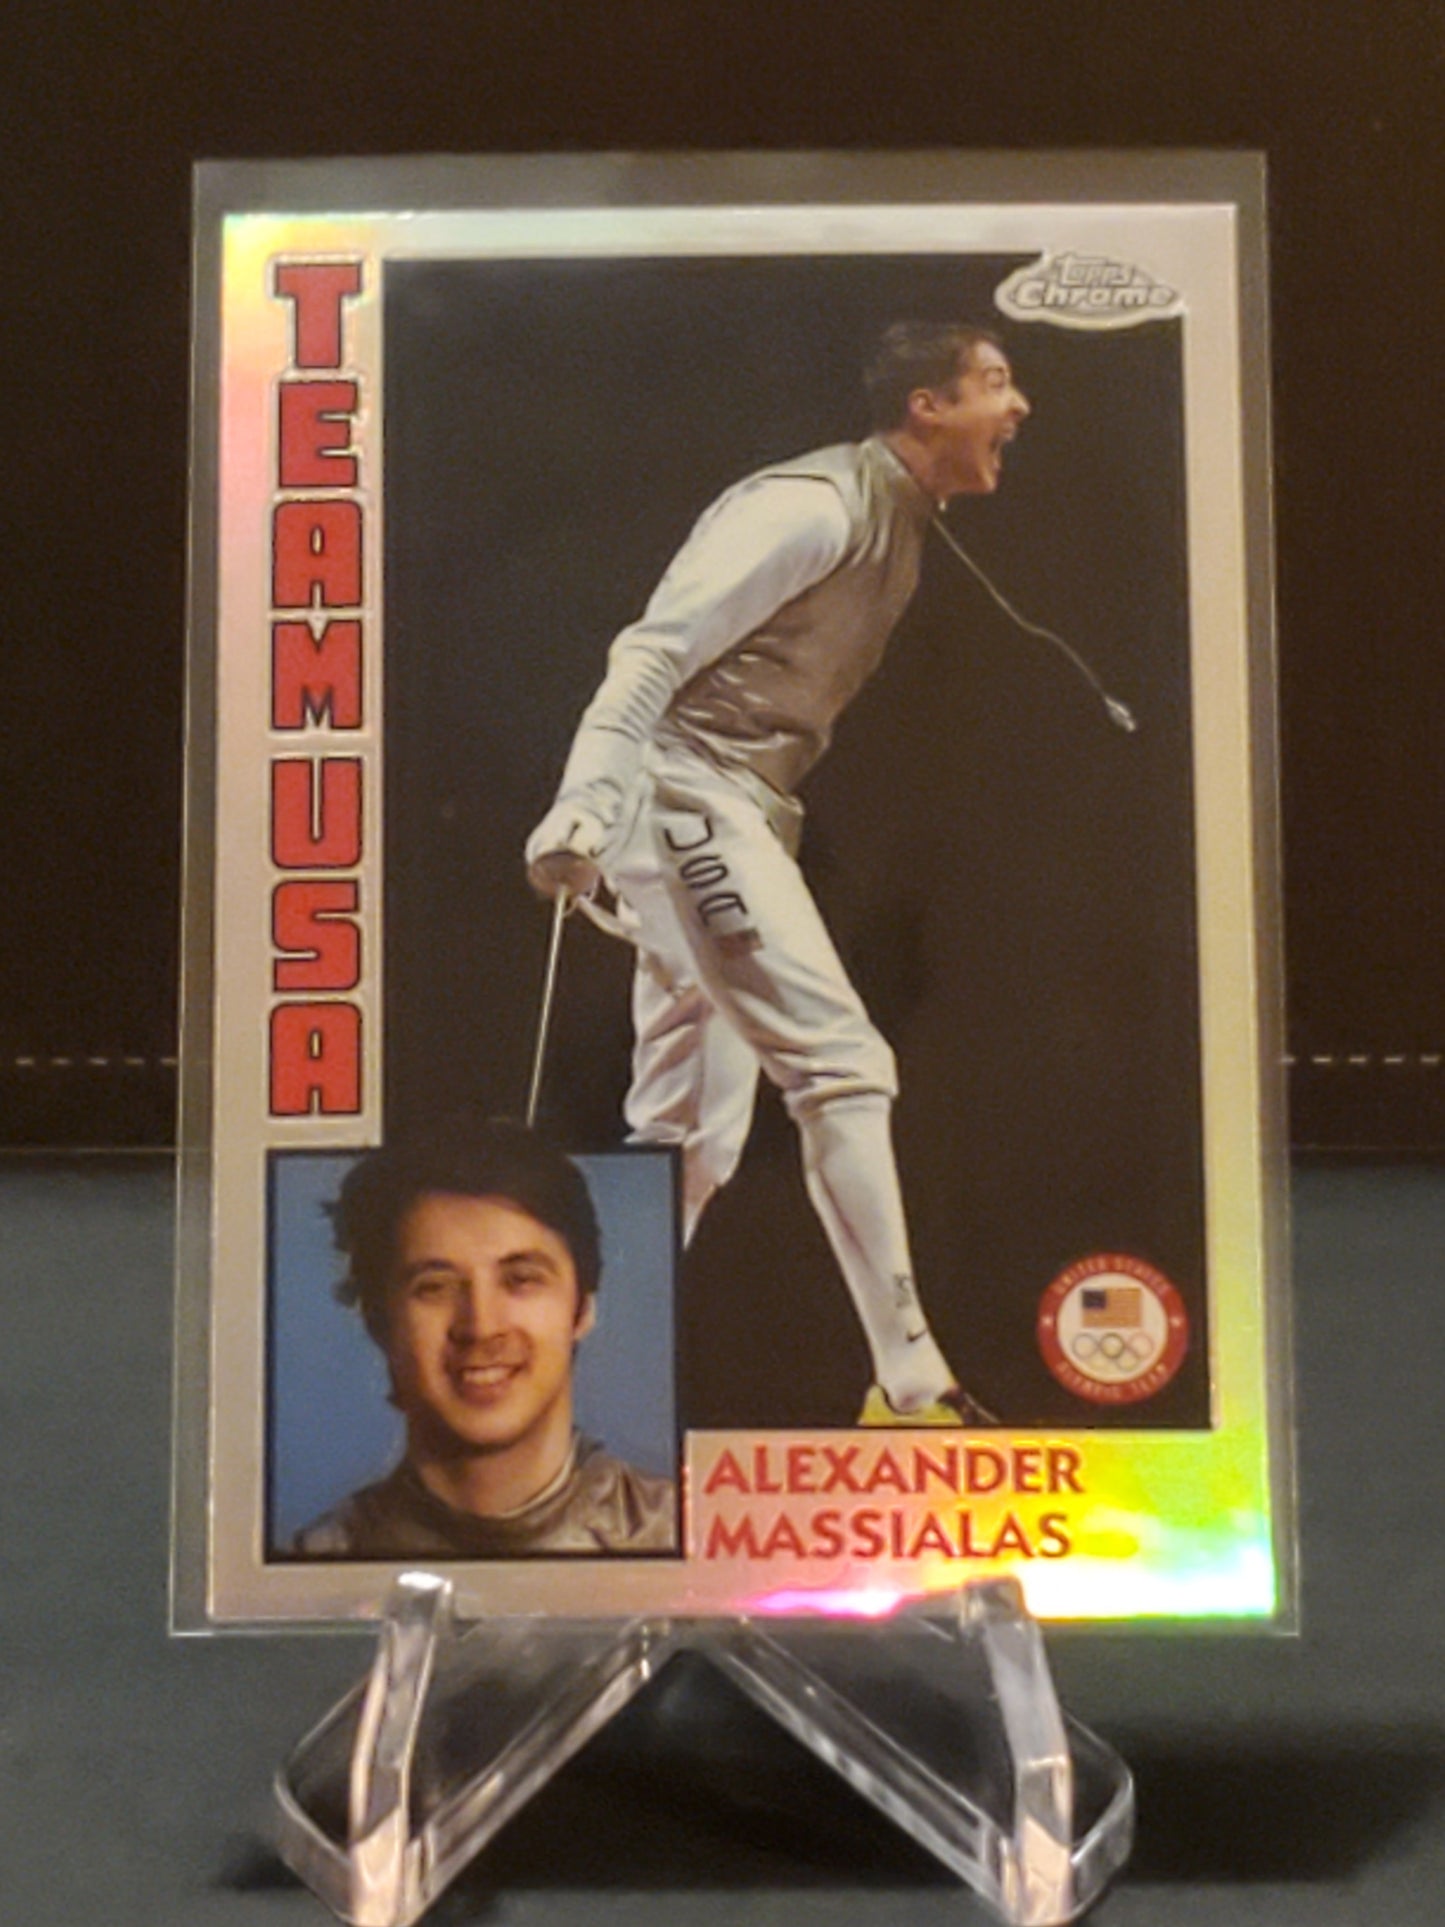 TEAM USA
Topps
Chrome
USA
UNITED STATES
OLYMPIC TEAM
ALEXANDER
MASSIALAS